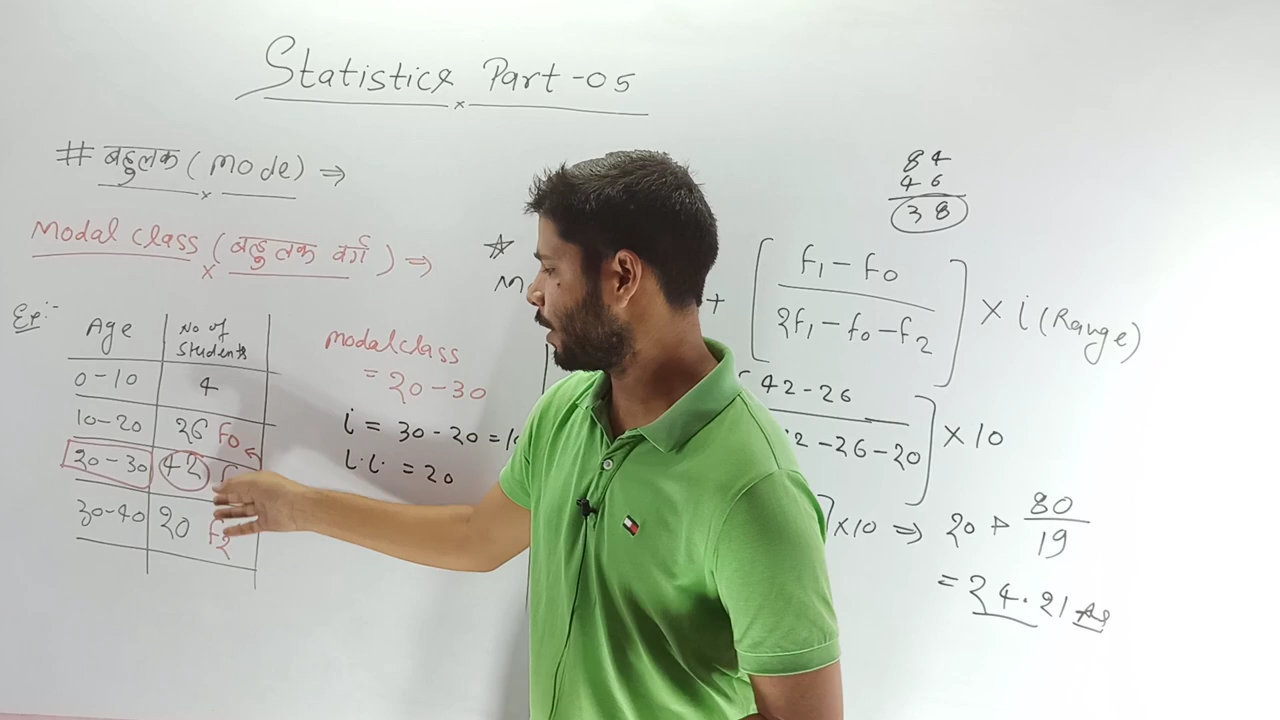 Statistics Part-05
# बहुलक (Mode) ⇒
Modal class (बहुलक वर्ग) ⇒
Ex:-
Age | No of Students
0-10 | 4
10-20 | 26 F0
20-30 | 42
30-40 | 20 F2
modal class
= 20-30
i = 30-20 = 10
L.L. = 20
☆
M
+ [ f1 - f0 / 2f1 - f0 - f2 ] × i (Range)
42-26
2-26-20 ] × 10
] ×10 ⇒ 20 + 80/19
= 24.21 Ans
84
46
38